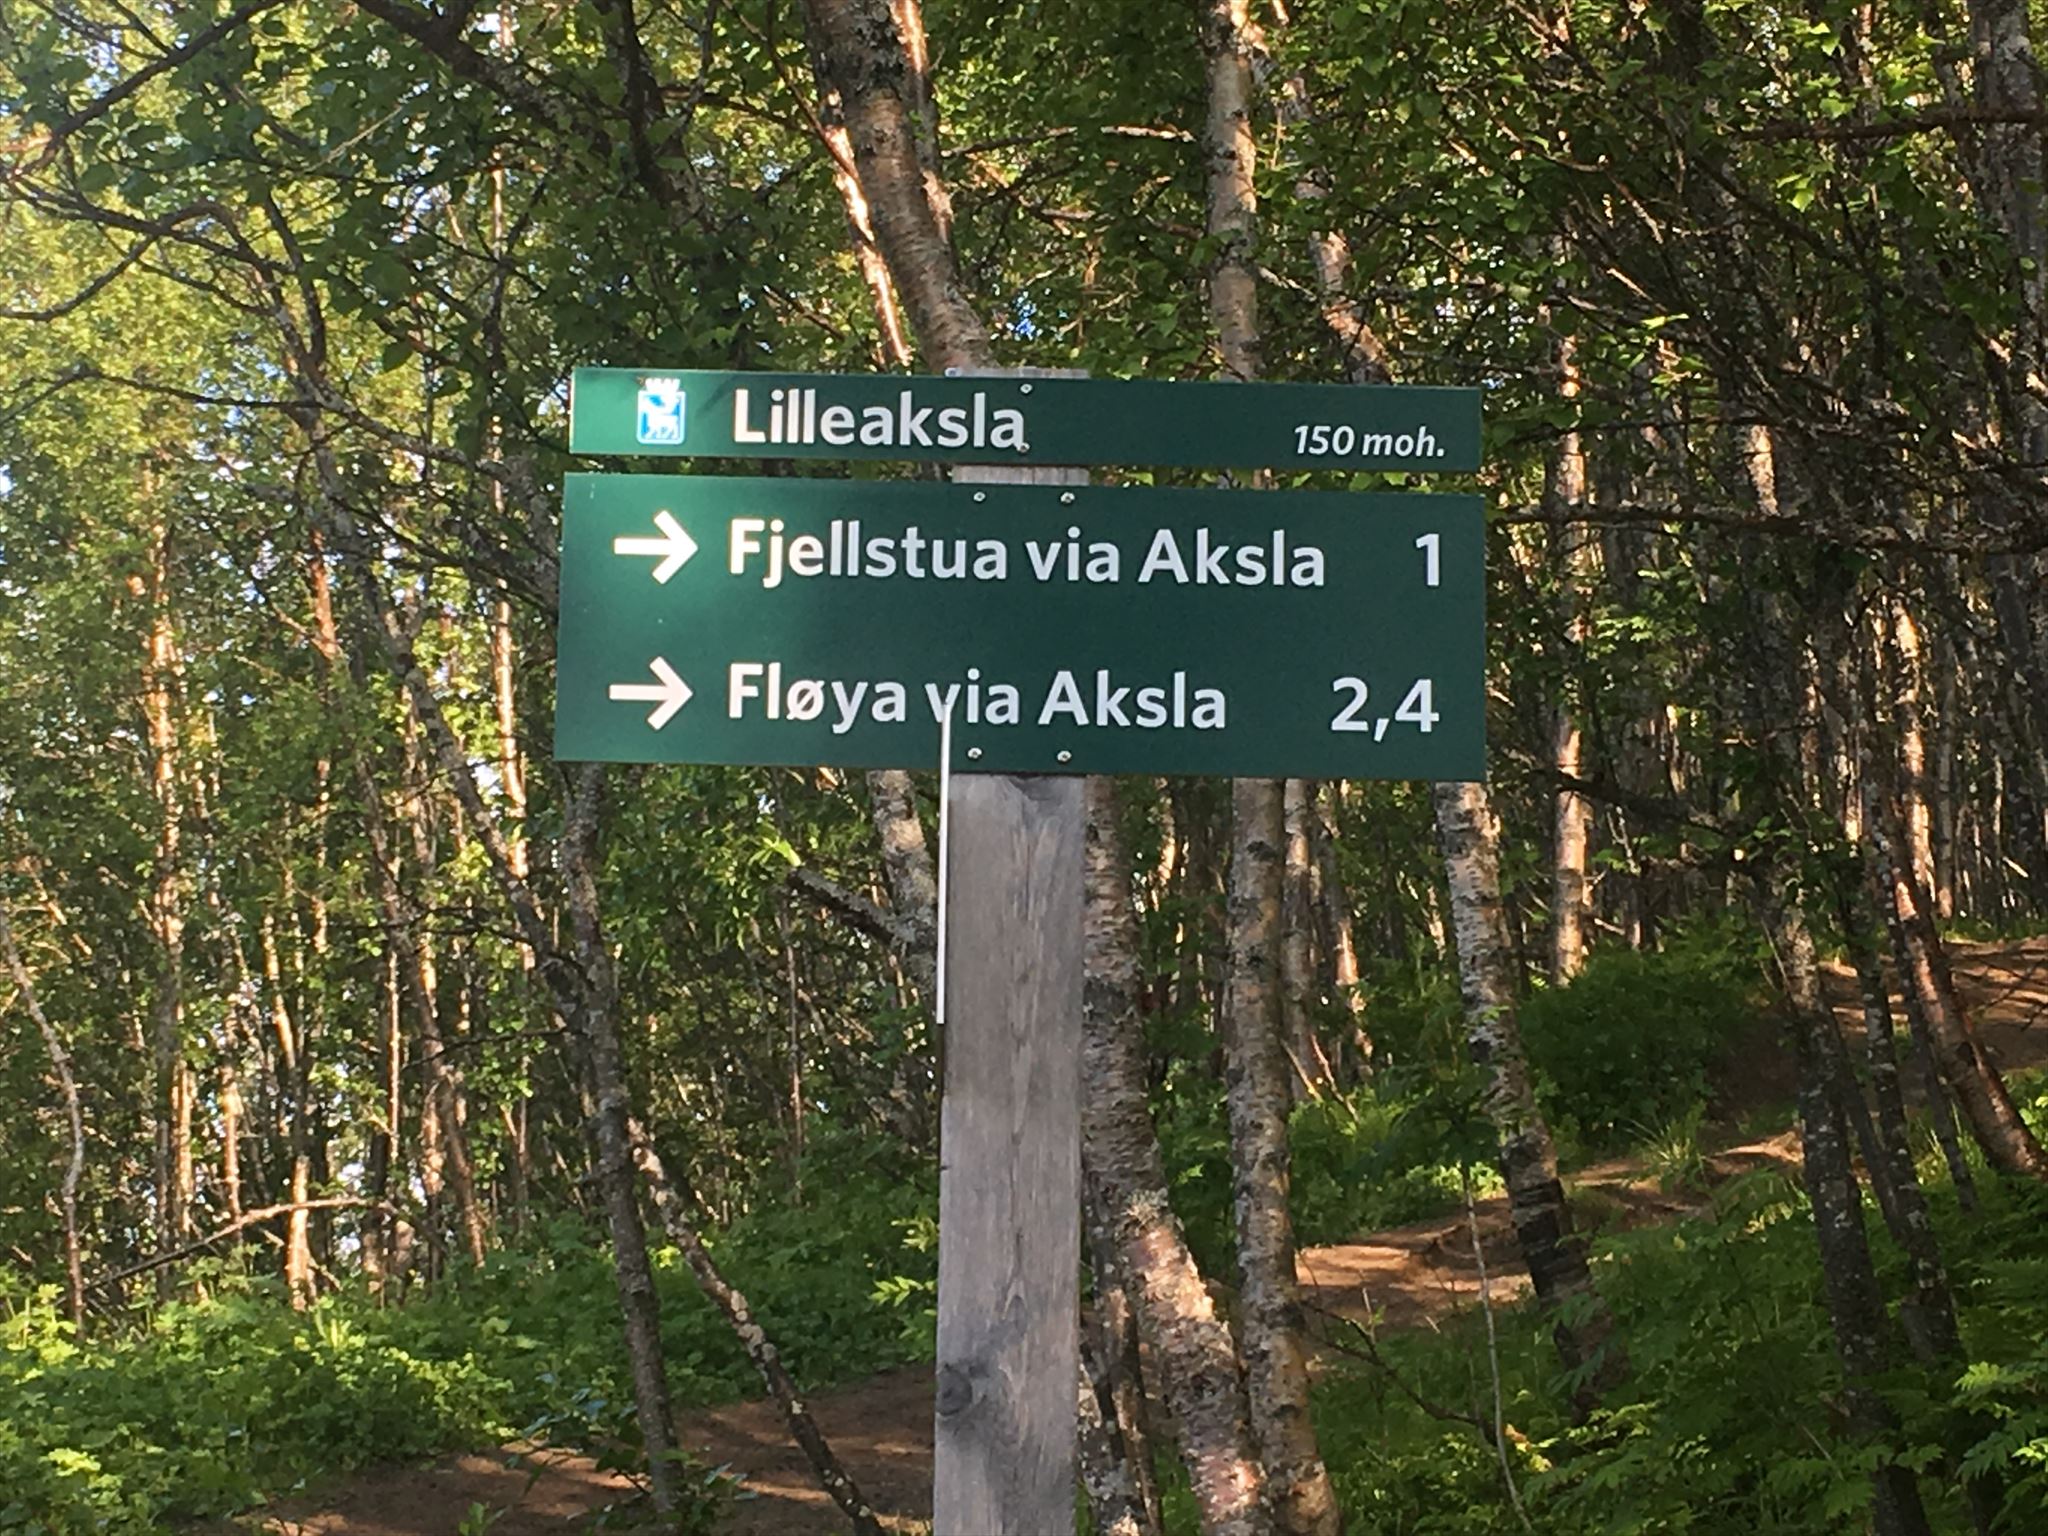 Lilleaksla 150 moh.
→ Fjellstua via Aksla 1
→ Fløya via Aksla 2,4